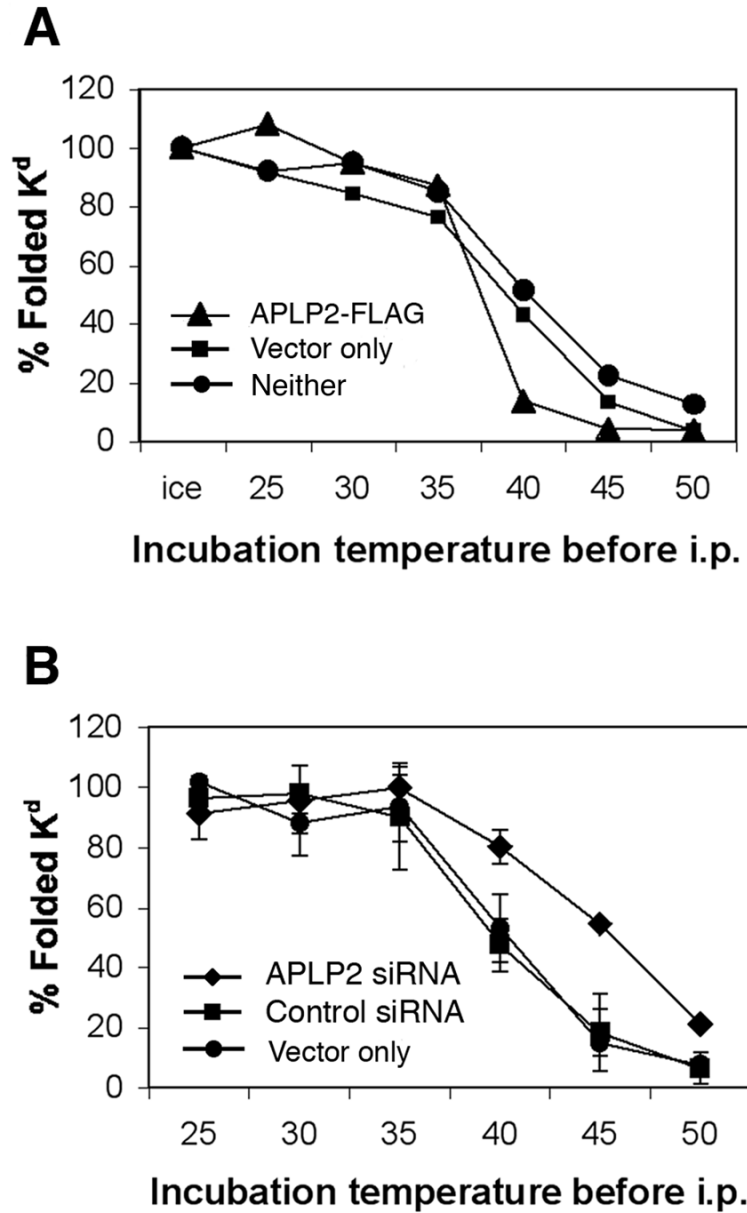 A
120
100
80
60
40
20
0
% Folded Kᵈ
APLP2-FLAG
Vector only
Neither
ice 25 30 35 40 45 50
Incubation temperature before i.p.
B
120
100
80
60
40
20
0
% Folded Kᵈ
APLP2 siRNA
Control siRNA
Vector only
25 30 35 40 45 50
Incubation temperature before i.p.